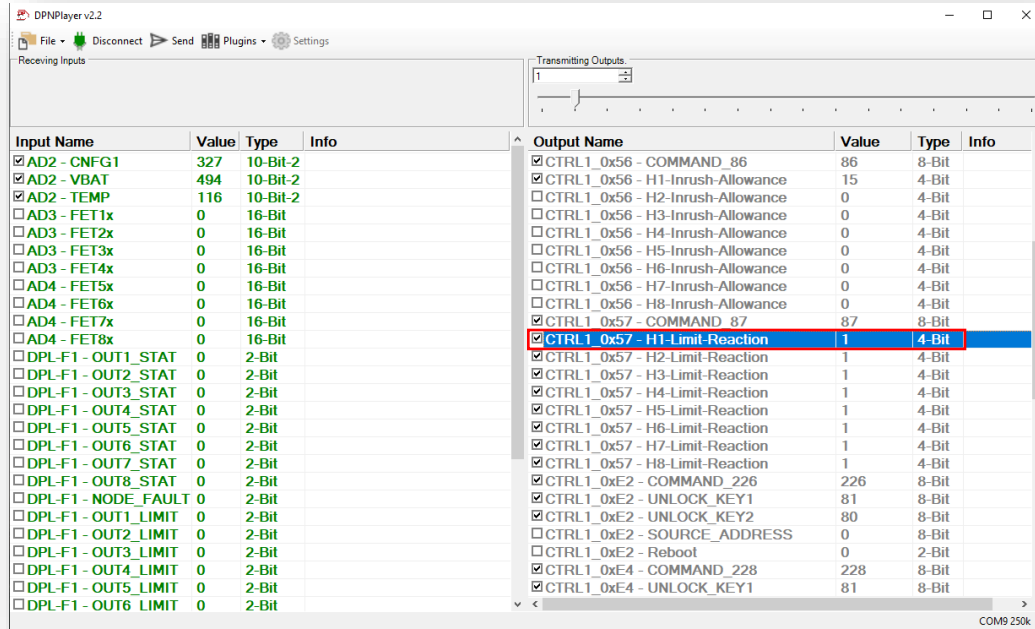 DPNPlayer v2.2
File Disconnect Send Plugins Settings
Receving Inputs
Transmitting Outputs.
1
Input Name Value Type Info
AD2 - CNFG1 327 10-Bit-2
AD2 - VBAT 494 10-Bit-2
AD2 - TEMP 116 10-Bit-2
AD3 - FET1x 0 16-Bit
AD3 - FET2x 0 16-Bit
AD3 - FET3x 0 16-Bit
AD3 - FET4x 0 16-Bit
AD4 - FET5x 0 16-Bit
AD4 - FET6x 0 16-Bit
AD4 - FET7x 0 16-Bit
AD4 - FET8x 0 16-Bit
DPL-F1 - OUT1_STAT 0 2-Bit
DPL-F1 - OUT2_STAT 0 2-Bit
DPL-F1 - OUT3_STAT 0 2-Bit
DPL-F1 - OUT4_STAT 0 2-Bit
DPL-F1 - OUT5_STAT 0 2-Bit
DPL-F1 - OUT6_STAT 0 2-Bit
DPL-F1 - OUT7_STAT 0 2-Bit
DPL-F1 - OUT8_STAT 0 2-Bit
DPL-F1 - NODE_FAULT 0 2-Bit
DPL-F1 - OUT1_LIMIT 0 2-Bit
DPL-F1 - OUT2_LIMIT 0 2-Bit
DPL-F1 - OUT3_LIMIT 0 2-Bit
DPL-F1 - OUT4_LIMIT 0 2-Bit
DPL-F1 - OUT5_LIMIT 0 2-Bit
DPL-F1 - OUT6_LIMIT 0 2-Bit
Output Name Value Type Info
CTRL1_0x56 - COMMAND_86 86 8-Bit
CTRL1_0x56 - H1-Inrush-Allowance 15 4-Bit
CTRL1_0x56 - H2-Inrush-Allowance 0 4-Bit
CTRL1_0x56 - H3-Inrush-Allowance 0 4-Bit
CTRL1_0x56 - H4-Inrush-Allowance 0 4-Bit
CTRL1_0x56 - H5-Inrush-Allowance 0 4-Bit
CTRL1_0x56 - H6-Inrush-Allowance 0 4-Bit
CTRL1_0x56 - H7-Inrush-Allowance 0 4-Bit
CTRL1_0x56 - H8-Inrush-Allowance 0 4-Bit
CTRL1_0x57 - COMMAND_87 87 8-Bit
CTRL1_0x57 - H1-Limit-Reaction 1 4-Bit
CTRL1_0x57 - H2-Limit-Reaction 1 4-Bit
CTRL1_0x57 - H3-Limit-Reaction 1 4-Bit
CTRL1_0x57 - H4-Limit-Reaction 1 4-Bit
CTRL1_0x57 - H5-Limit-Reaction 1 4-Bit
CTRL1_0x57 - H6-Limit-Reaction 1 4-Bit
CTRL1_0x57 - H7-Limit-Reaction 1 4-Bit
CTRL1_0x57 - H8-Limit-Reaction 1 4-Bit
CTRL1_0xE2 - COMMAND_226 226 8-Bit
CTRL1_0xE2 - UNLOCK_KEY1 81 8-Bit
CTRL1_0xE2 - UNLOCK_KEY2 80 8-Bit
CTRL1_0xE2 - SOURCE_ADDRESS 0 8-Bit
CTRL1_0xE2 - Reboot 0 2-Bit
CTRL1_0xE4 - COMMAND_228 228 8-Bit
CTRL1_0xE4 - UNLOCK_KEY1 81 8-Bit
COM9 250k